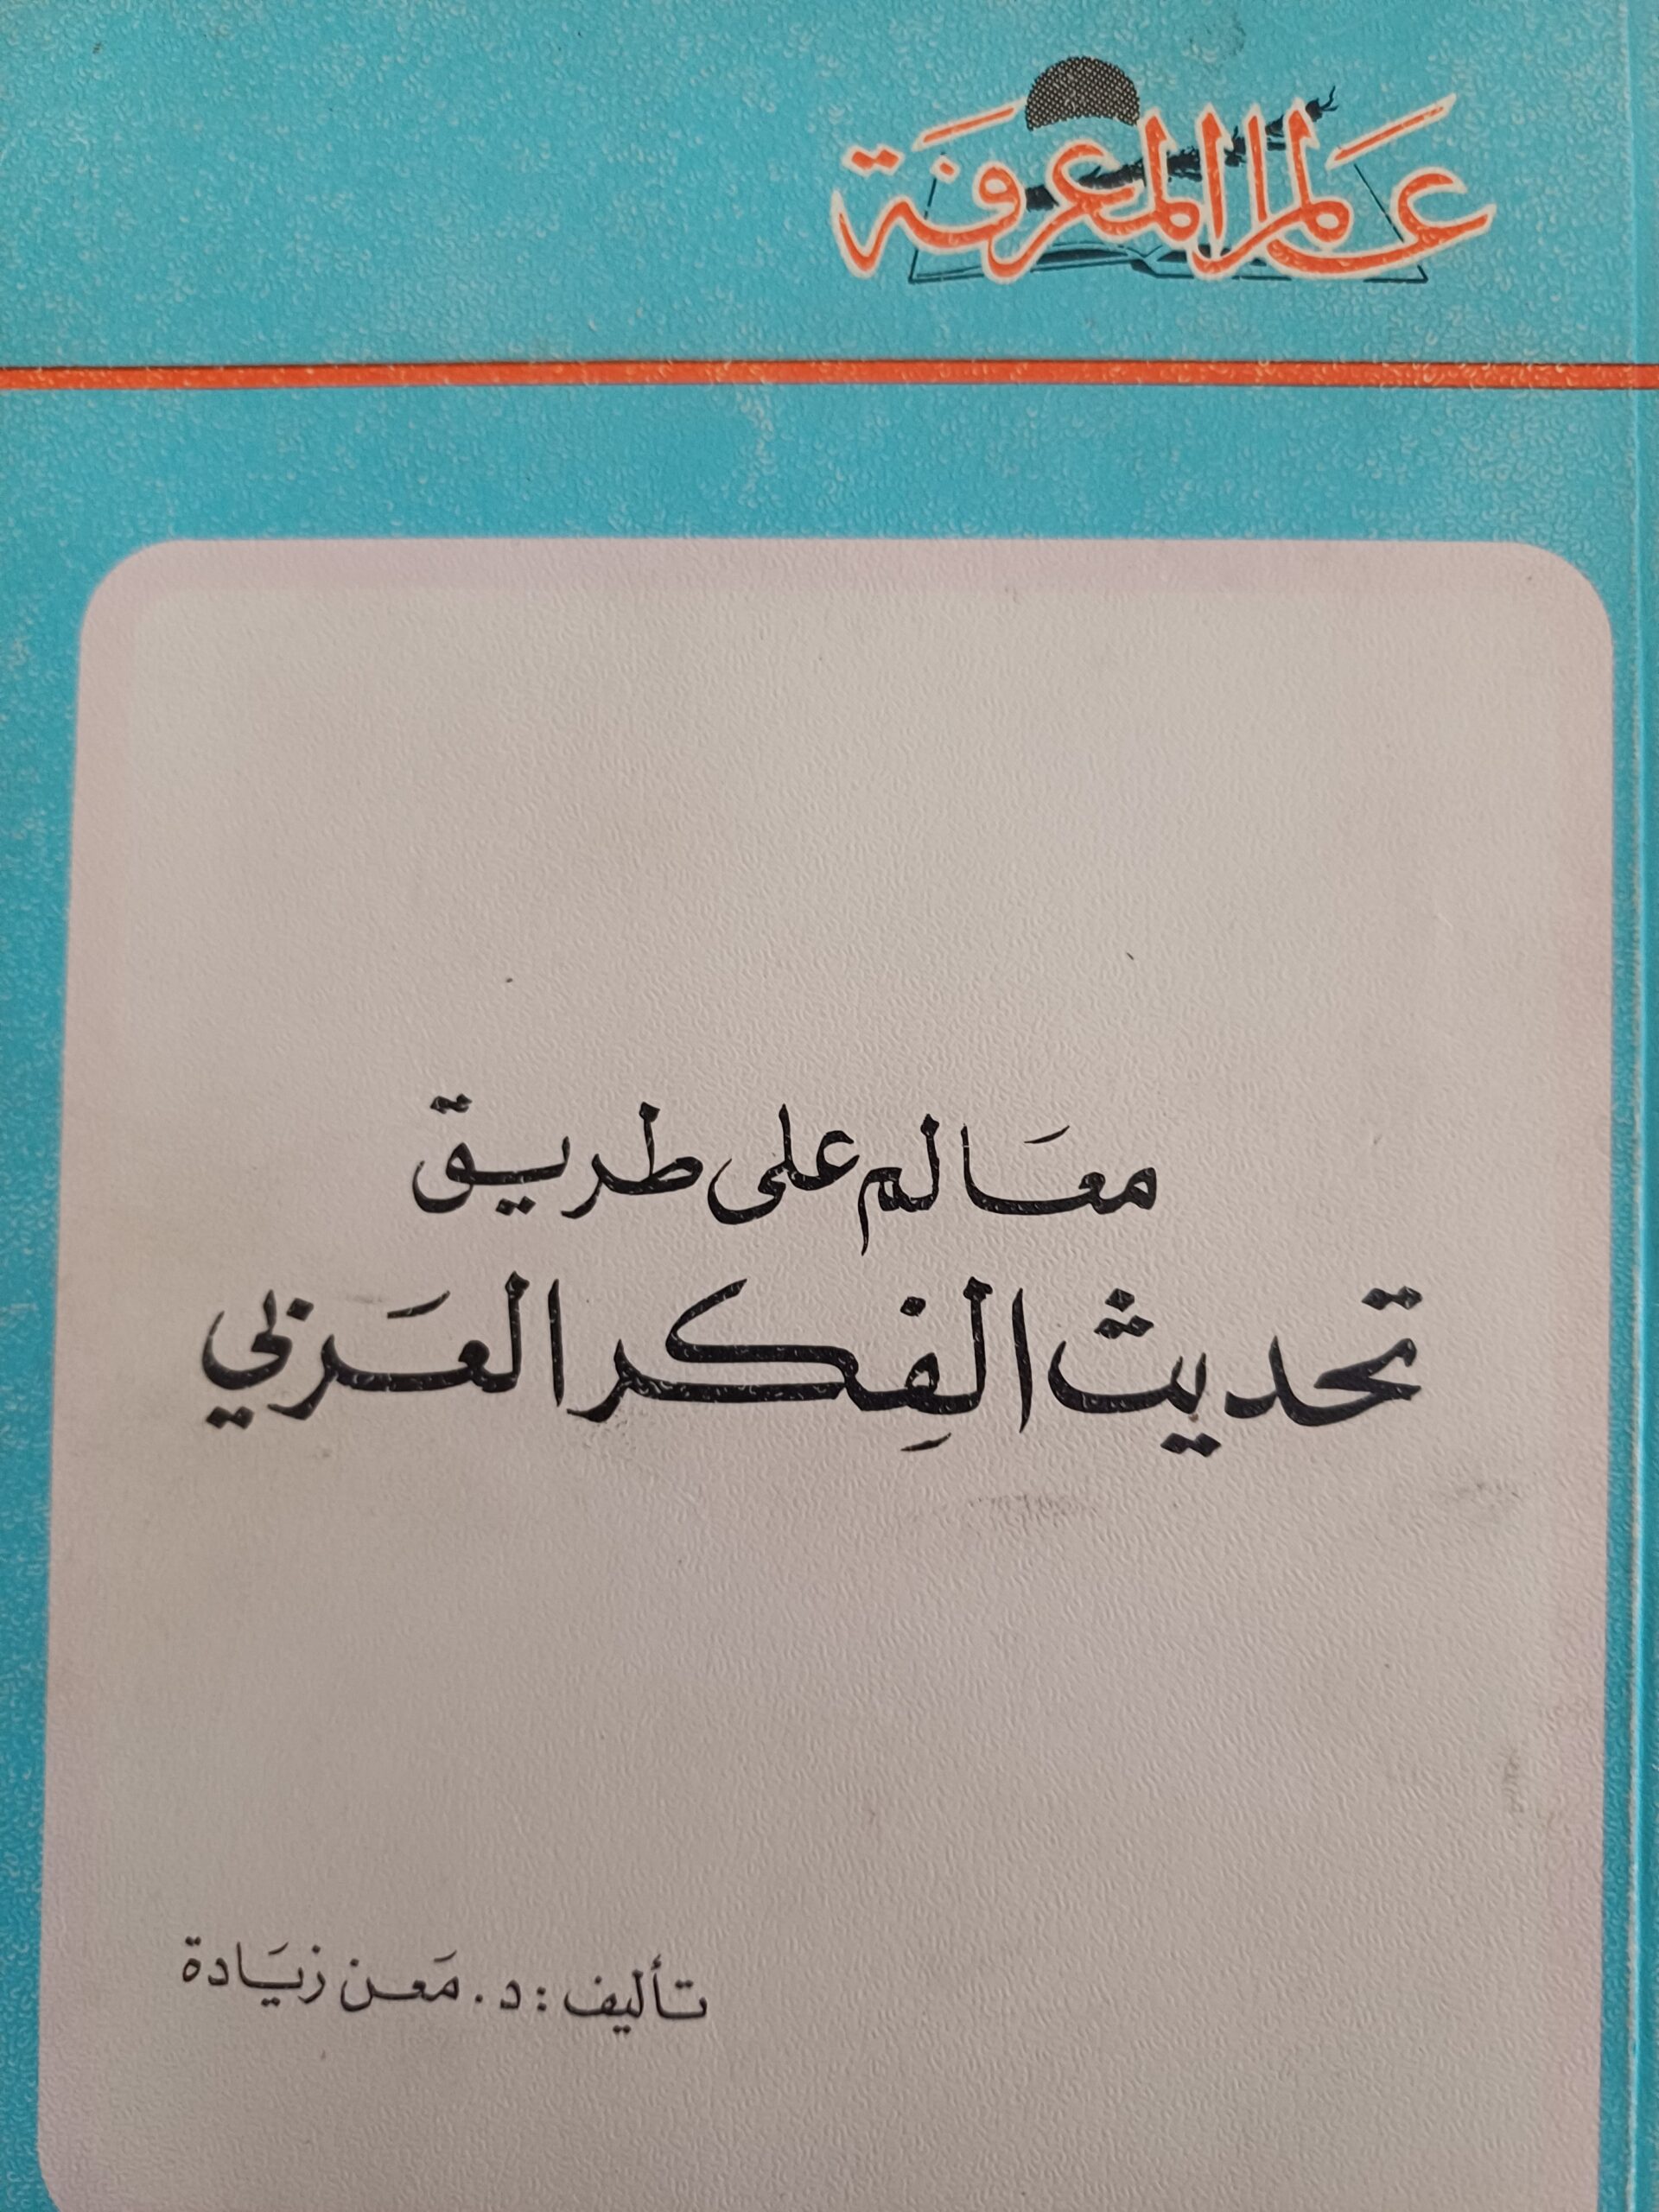 عالم المعرفة
معالم على طريق
تحديث الفكر العربي
تأليف : د. معن زيادة